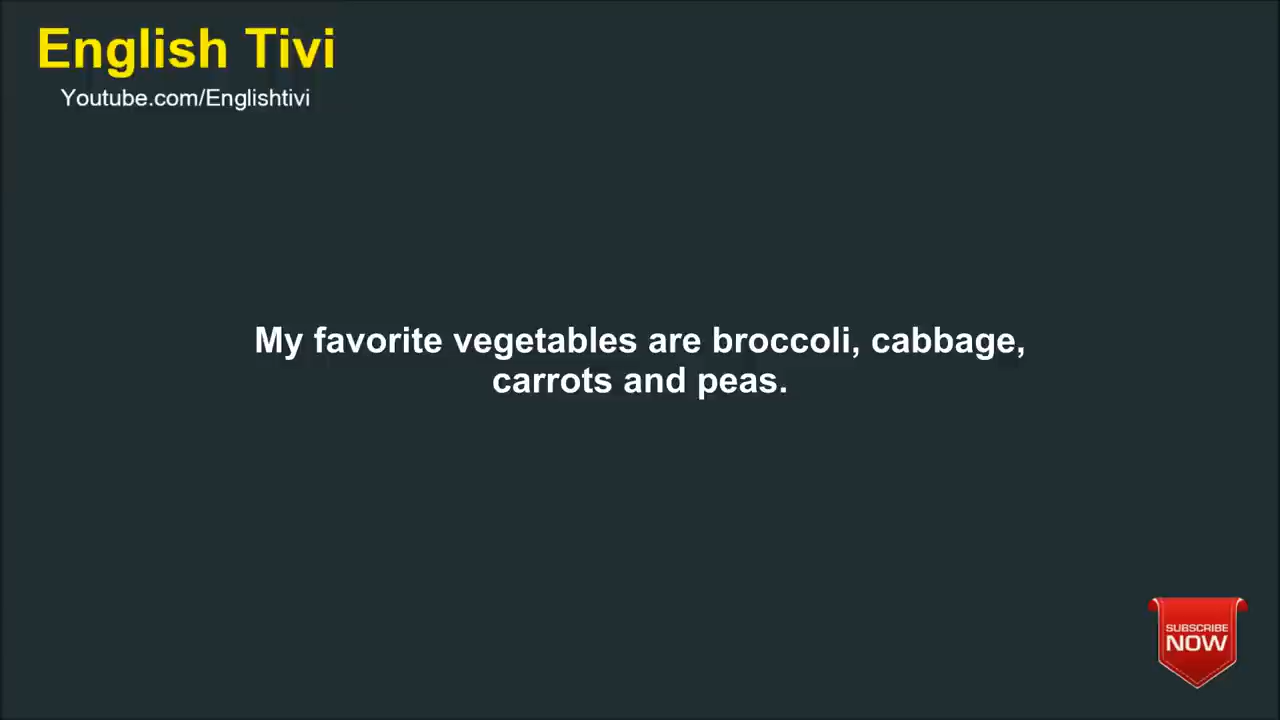 English Tivi
Youtube.com/Englishtivi
My favorite vegetables are broccoli, cabbage,
carrots and peas.
SUBSCRIBE
NOW